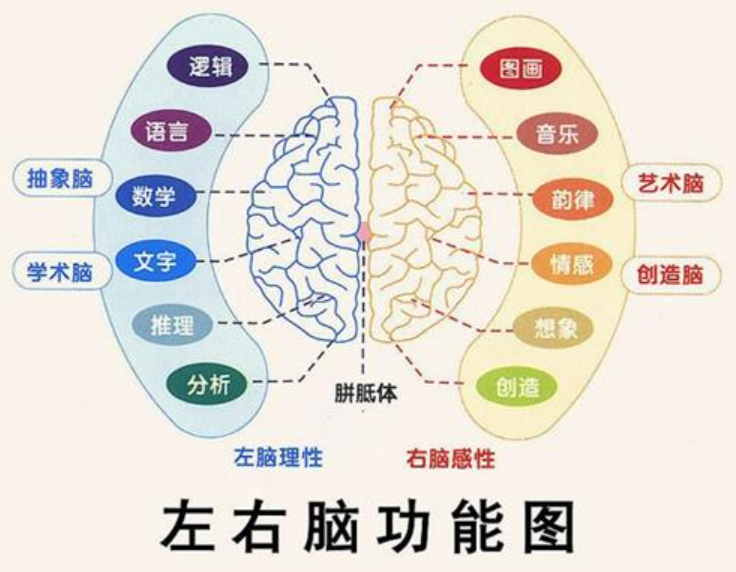 逻辑
语言
数学
文字
推理
分析
抽象脑
学术脑
图画
音乐
韵律
情感
想象
创造
艺术脑
创造脑
胼胝体
左脑理性
右脑感性
左右脑功能图